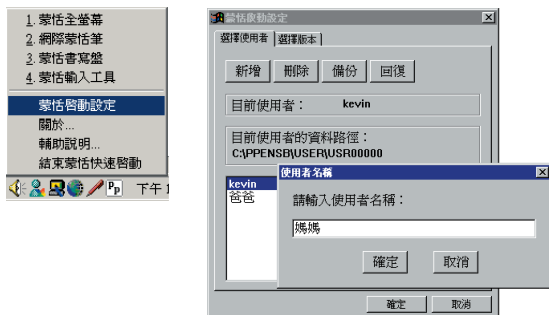 1. 蒙恬全螢幕
2. 網際蒙恬筆
3. 蒙恬書寫盤
4. 蒙恬輸入工具
蒙恬啓動設定
關於...
輔助說明...
結束蒙恬快速啓動
Pp 下午 1
蒙恬啟動設定
選擇使用者 選擇版本
新增 刪除 備份 回復
目前使用者： kevin
目前使用者的資料路徑：
C:\PPENSB\USER\USR00000
kevin
爸爸
使用者名稱
請輸入使用者名稱：
媽媽
確定 取消
確定 取消